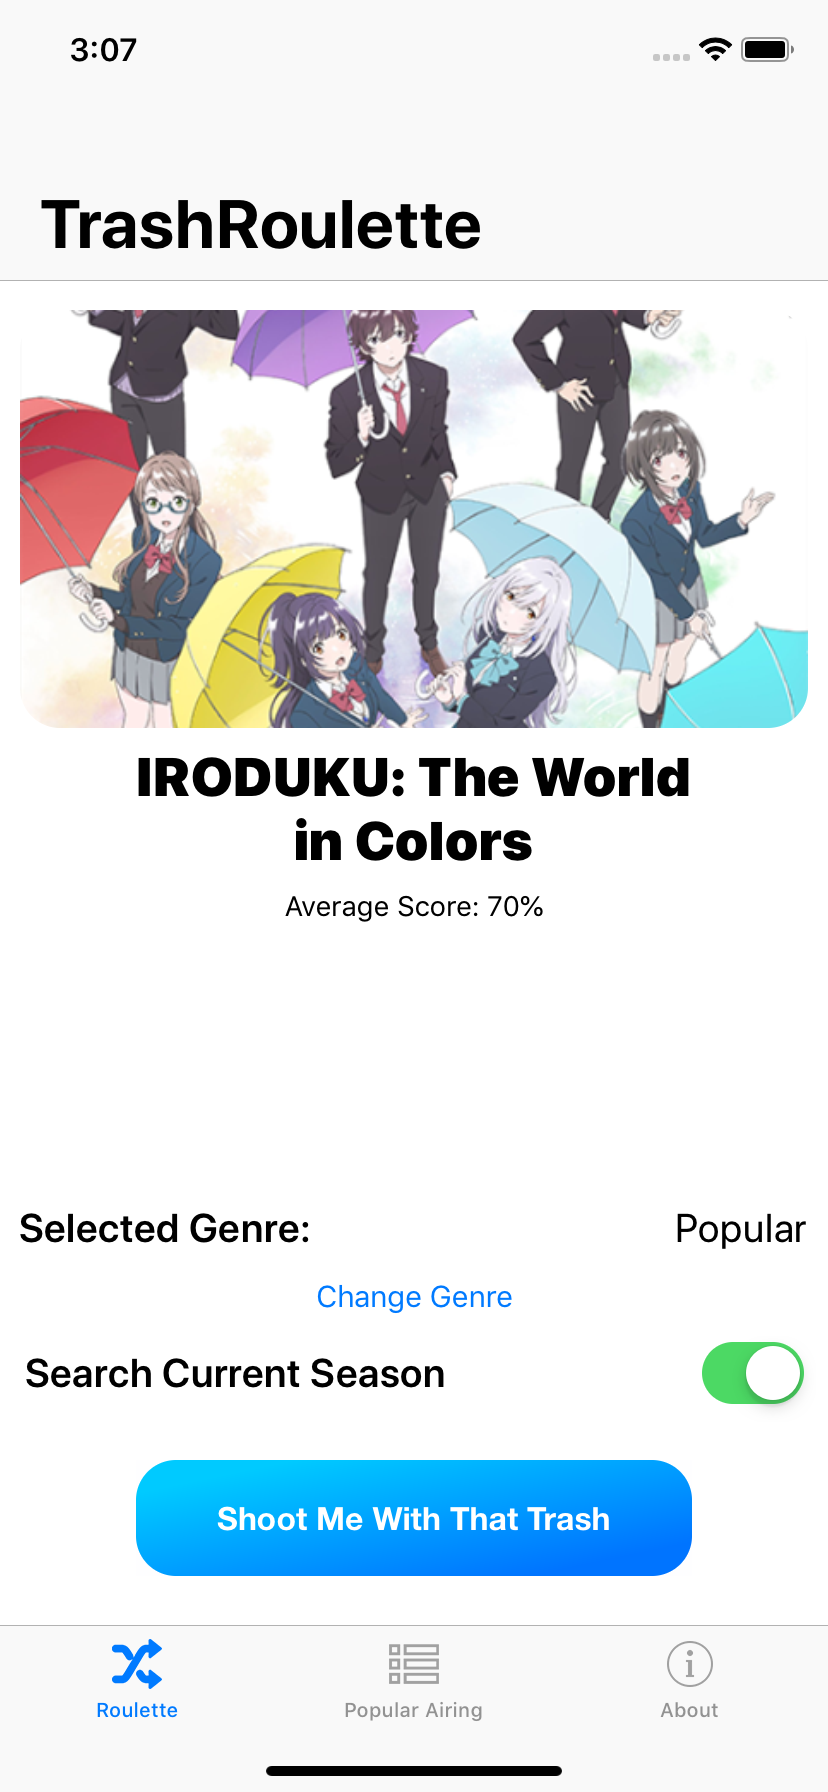 3:07
TrashRoulette
IRODUKU: The World
in Colors
Average Score: 70%
Selected Genre: Popular
Change Genre
Search Current Season
Shoot Me With That Trash
Roulette Popular Airing About